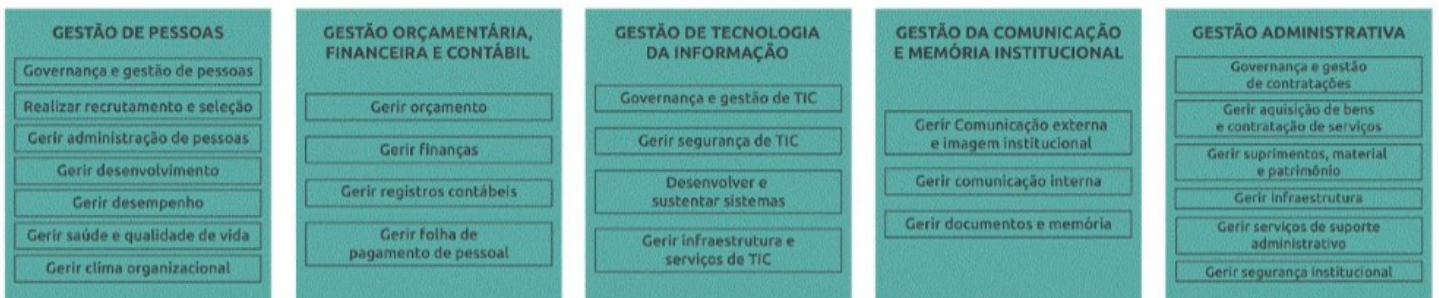 GESTÃO DE PESSOAS
Governança e gestão de pessoas
Realizar recrutamento e seleção
Gerir administração de pessoas
Gerir desenvolvimento
Gerir desempenho
Gerir saúde e qualidade de vida
Gerir clima organizacional
GESTÃO ORÇAMENTÁRIA,
FINANCEIRA E CONTÁBIL
Gerir orçamento
Gerir finanças
Gerir registros contábeis
Gerir folha de
pagamento de pessoal
GESTÃO DE TECNOLOGIA
DA INFORMAÇÃO
Governança e gestão de TIC
Gerir segurança de TIC
Desenvolver e
sustentar sistemas
Gerir infraestrutura e
serviços de TIC
GESTÃO DA COMUNICAÇÃO
E MEMÓRIA INSTITUCIONAL
Gerir Comunicação externa
e imagem institucional
Gerir comunicação interna
Gerir documentos e memória
GESTÃO ADMINISTRATIVA
Governança e gestão
de contratações
Gerir aquisição de bens
e contratação de serviços
Gerir suprimentos, material
e patrimônio
Gerir infraestrutura
Gerir serviços de suporte
administrativo
Gerir segurança institucional